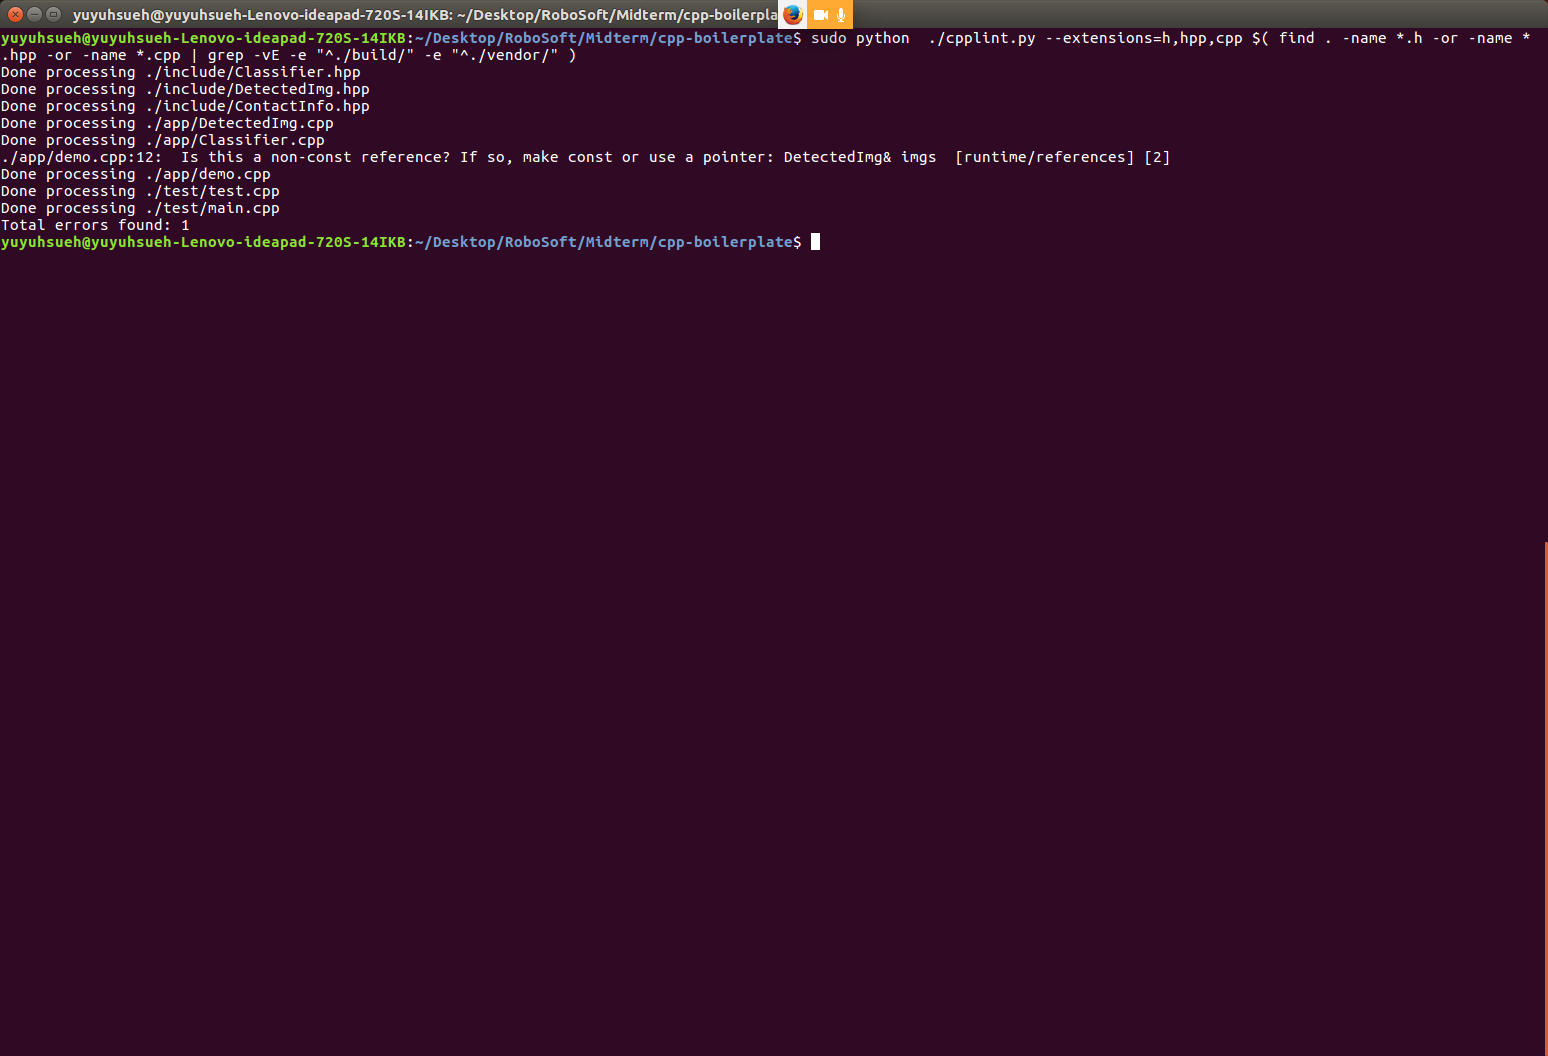 yuyuhsueh@yuyuhsueh-Lenovo-ideapad-720S-14IKB: ~/Desktop/RoboSoft/Midterm/cpp-boilerpla
yuyuhsueh@yuyuhsueh-Lenovo-ideapad-720S-14IKB:~/Desktop/RoboSoft/Midterm/cpp-boilerplate$ sudo python  ./cpplint.py --extensions=h,hpp,cpp $( find . -name *.h -or -name *
.hpp -or -name *.cpp | grep -vE -e "^./build/" -e "^./vendor/" )
Done processing ./include/Classifier.hpp
Done processing ./include/DetectedImg.hpp
Done processing ./include/ContactInfo.hpp
Done processing ./app/DetectedImg.cpp
Done processing ./app/Classifier.cpp
./app/demo.cpp:12:  Is this a non-const reference? If so, make const or use a pointer: DetectedImg& imgs  [runtime/references] [2]
Done processing ./app/demo.cpp
Done processing ./test/test.cpp
Done processing ./test/main.cpp
Total errors found: 1
yuyuhsueh@yuyuhsueh-Lenovo-ideapad-720S-14IKB:~/Desktop/RoboSoft/Midterm/cpp-boilerplate$